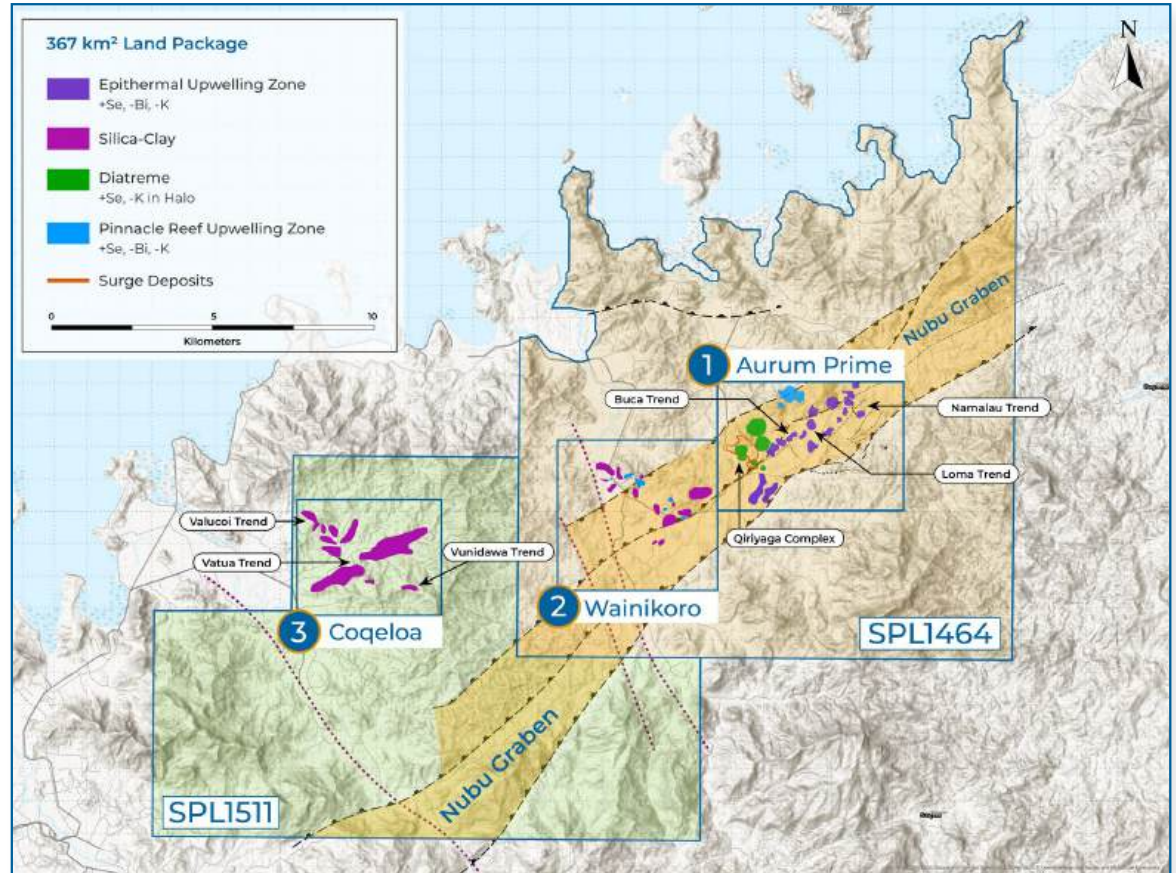 367 km² Land Package
Epithermal Upwelling Zone
+Se, -Bi, -K
Silica-Clay
Diatreme
+Se, -K in Halo
Pinnacle Reef Upwelling Zone
+Se, -Bi, -K
Surge Deposits
0 5 10
Kilometers
N
Nubu Graben
1 Aurum Prime
Buca Trend
Namalau Trend
Loma Trend
Qiriyaga Complex
Valucoi Trend
Vatua Trend
Vunidawa Trend
2 Wainikoro
3 Coqeloa
SPL1464
Nubu Graben
SPL1511